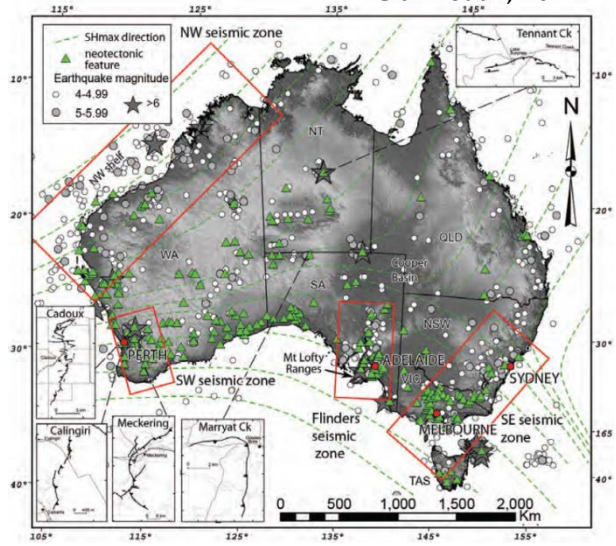 115° 125° 135° 145° 155°
SHmax direction
neotectonic
feature
Earthquake magnitude
4-4.99
5-5.99
>6
NW seismic zone
Tennant Ck
10°
10°
N
NT
NW shelf
20°
20°
QLD
WA
Cooper
Basin
SA
NSW
Cadoux
30°
PERTH
Mt Lofty
Ranges
ADELAIDE
30°
SYDNEY
VIC
SW seismic zone
Calingiri
Meckering
Marryat Ck
Flinders
seismic
zone
MELBOURNE
SE seismic
zone
165°
TAS
40°
40°
0 500 1,000 1,500 2,000
Km
105° 115° 125° 135° 145° 155°